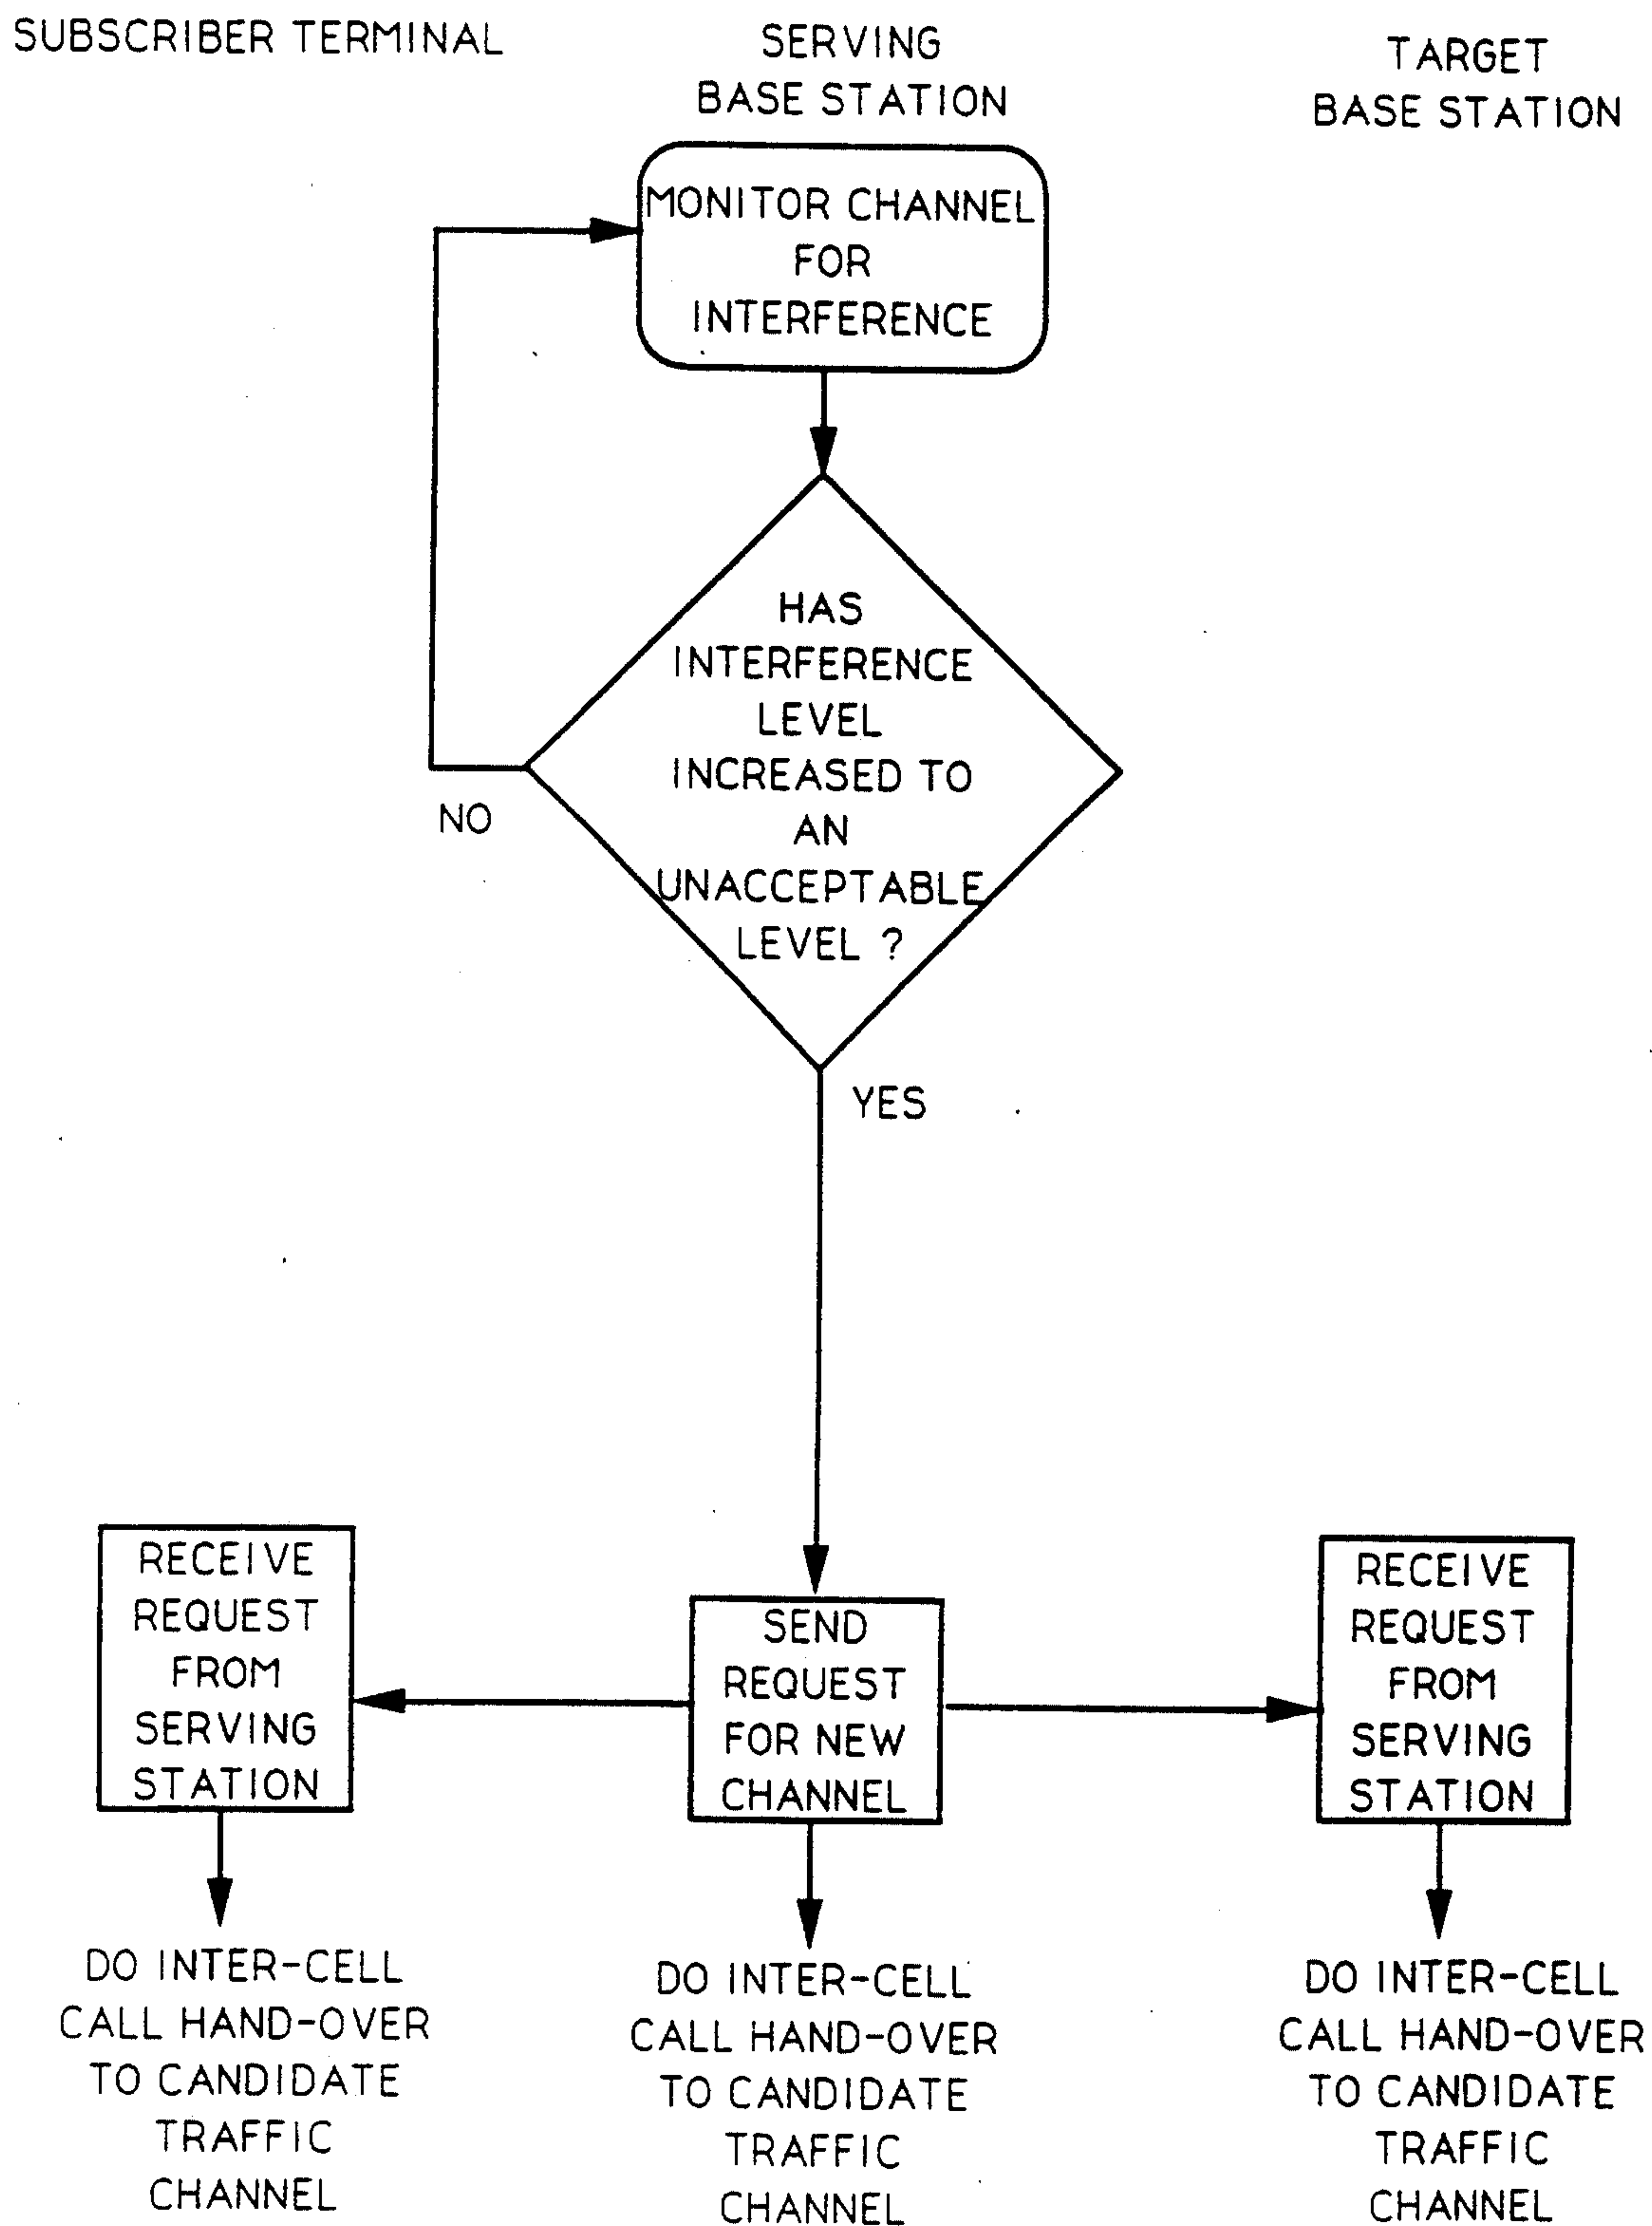 SUBSCRIBER TERMINAL
SERVING
BASE STATION
TARGET
BASE STATION
MONITOR CHANNEL
FOR
INTERFERENCE
HAS
INTERFERENCE
LEVEL
INCREASED TO
AN
UNACCEPTABLE
LEVEL ?
NO
YES
RECEIVE
REQUEST
FROM
SERVING
STATION
SEND
REQUEST
FOR NEW
CHANNEL
RECEIVE
REQUEST
FROM
SERVING
STATION
DO INTER-CELL
CALL HAND-OVER
TO CANDIDATE
TRAFFIC
CHANNEL
DO INTER-CELL
CALL HAND-OVER
TO CANDIDATE
TRAFFIC
CHANNEL
DO INTER-CELL
CALL HAND-OVER
TO CANDIDATE
TRAFFIC
CHANNEL